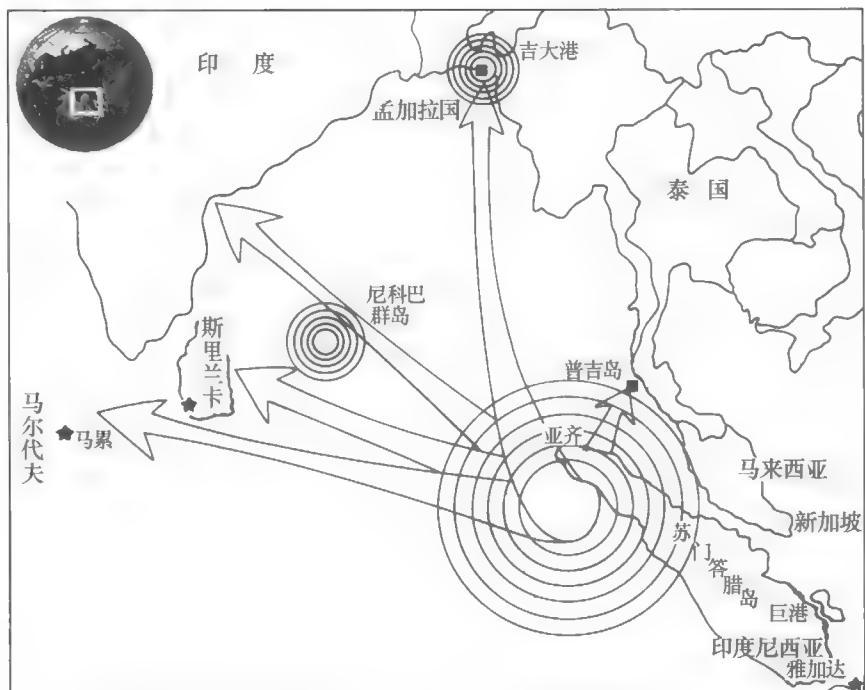 印度
吉大港
孟加拉国
泰国
尼科巴
群岛
斯里兰卡
普吉岛
马尔代夫
马累
亚齐
马来西亚
新加坡
苏门答腊岛
巨港
印度尼西亚
雅加达